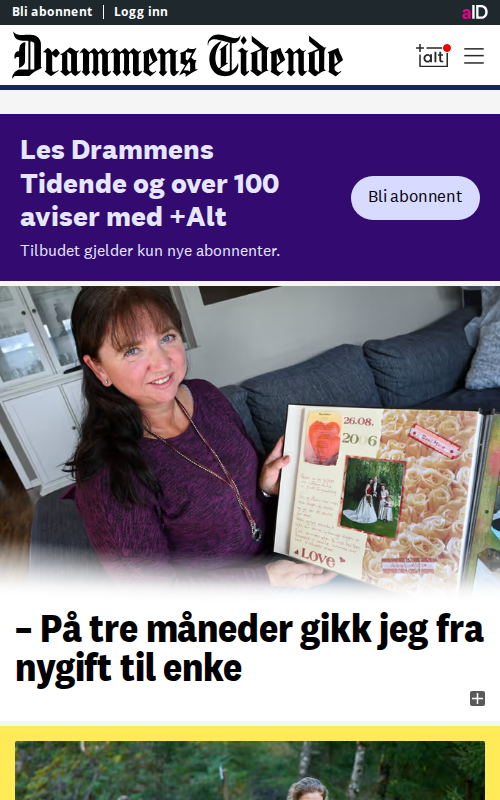 Bli abonnent | Logg inn
aID
Drammens Tidende
+alt
Les Drammens
Tidende og over 100
aviser med +Alt
Tilbudet gjelder kun nye abonnenter.
Bli abonnent
26.08.
2006
LOVE
– På tre måneder gikk jeg fra
nygift til enke